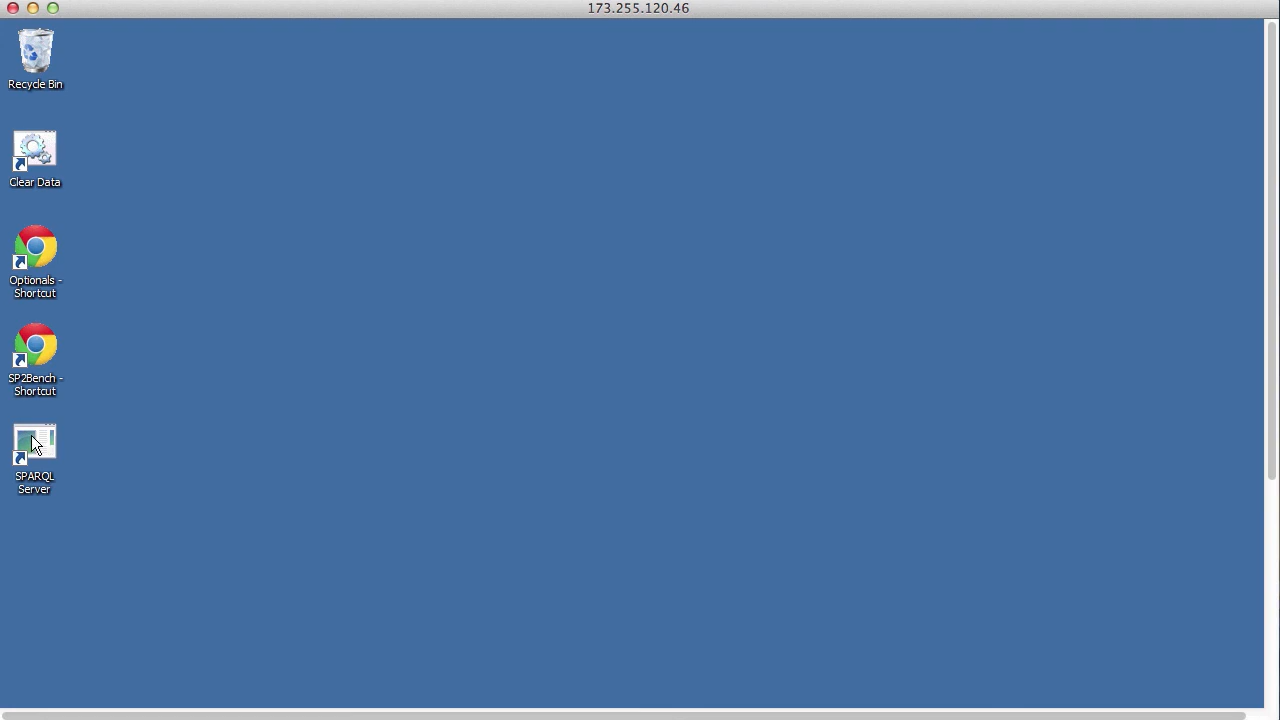 173.255.120.46
Recycle Bin
Clear Data
Optionals -
Shortcut
SP2Bench -
Shortcut
SPARQL
Server